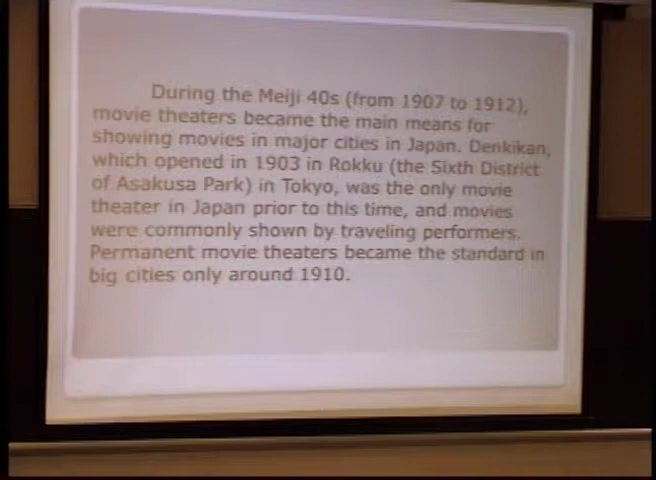 During the Meiji 40s (from 1907 to 1912),
movie theaters became the main means for
showing movies in major cities in Japan. Denkikan,
which opened in 1903 in Rokku (the Sixth District
of Asakusa Park) in Tokyo, was the only movie
theater in Japan prior to this time, and movies
were commonly shown by traveling performers.
Permanent movie theaters became the standard in
big cities only around 1910.